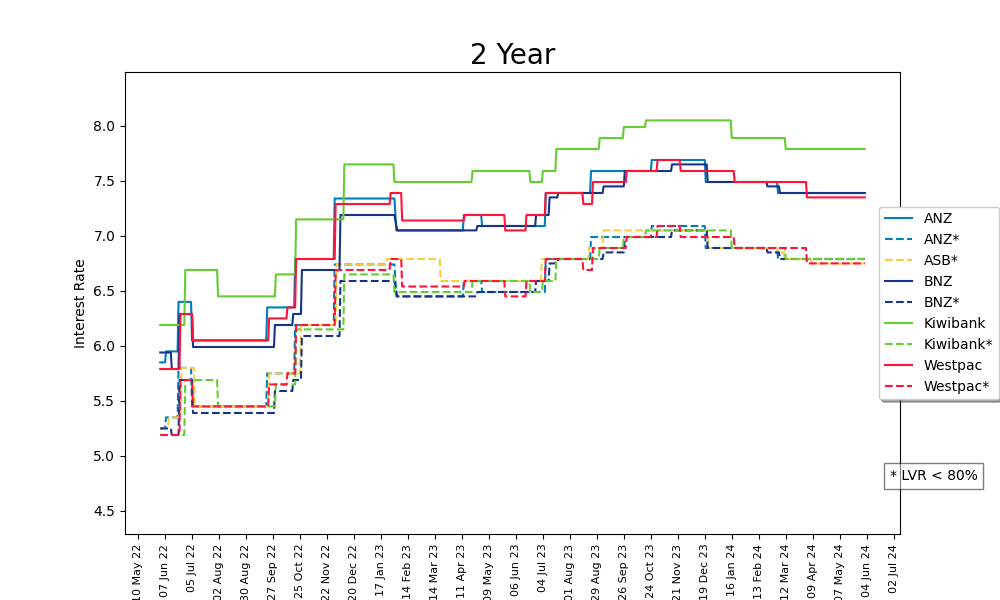 2 Year
Interest Rate
8.0
7.5
7.0
6.5
6.0
5.5
5.0
4.5
10 May 22
07 Jun 22
05 Jul 22
02 Aug 22
30 Aug 22
27 Sep 22
25 Oct 22
22 Nov 22
20 Dec 22
17 Jan 23
14 Feb 23
14 Mar 23
11 Apr 23
09 May 23
06 Jun 23
04 Jul 23
01 Aug 23
29 Aug 23
26 Sep 23
24 Oct 23
21 Nov 23
19 Dec 23
16 Jan 24
13 Feb 24
12 Mar 24
09 Apr 24
07 May 24
04 Jun 24
02 Jul 24
ANZ
ANZ*
ASB*
BNZ
BNZ*
Kiwibank
Kiwibank*
Westpac
Westpac*
* LVR < 80%